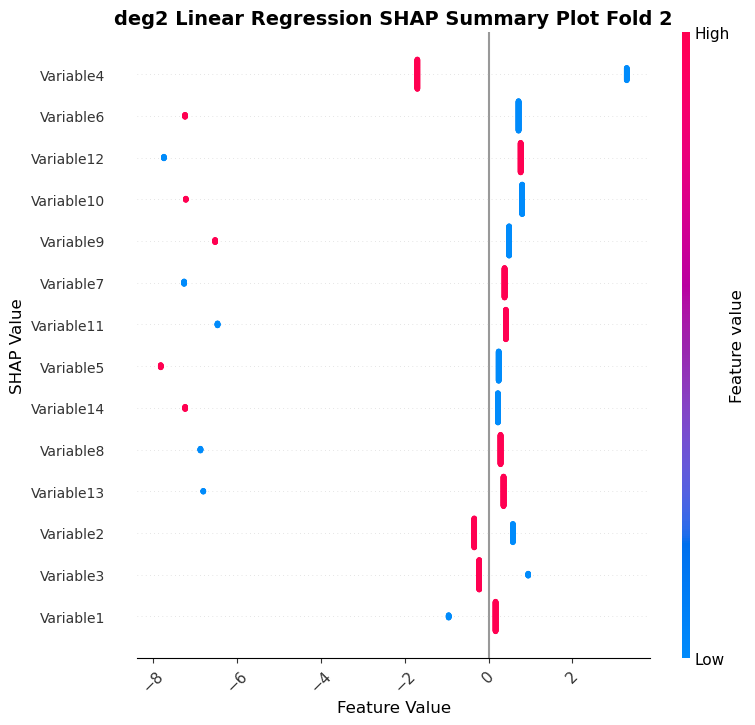 deg2 Linear Regression SHAP Summary Plot Fold 2
High
Variable4
Variable6
Variable12
Variable10
Variable9
Variable7
Variable11
Variable5
Variable14
Variable8
Variable13
Variable2
Variable3
Variable1
SHAP Value
Feature value
Low
−8 −6 −4 −2 0 2
Feature Value